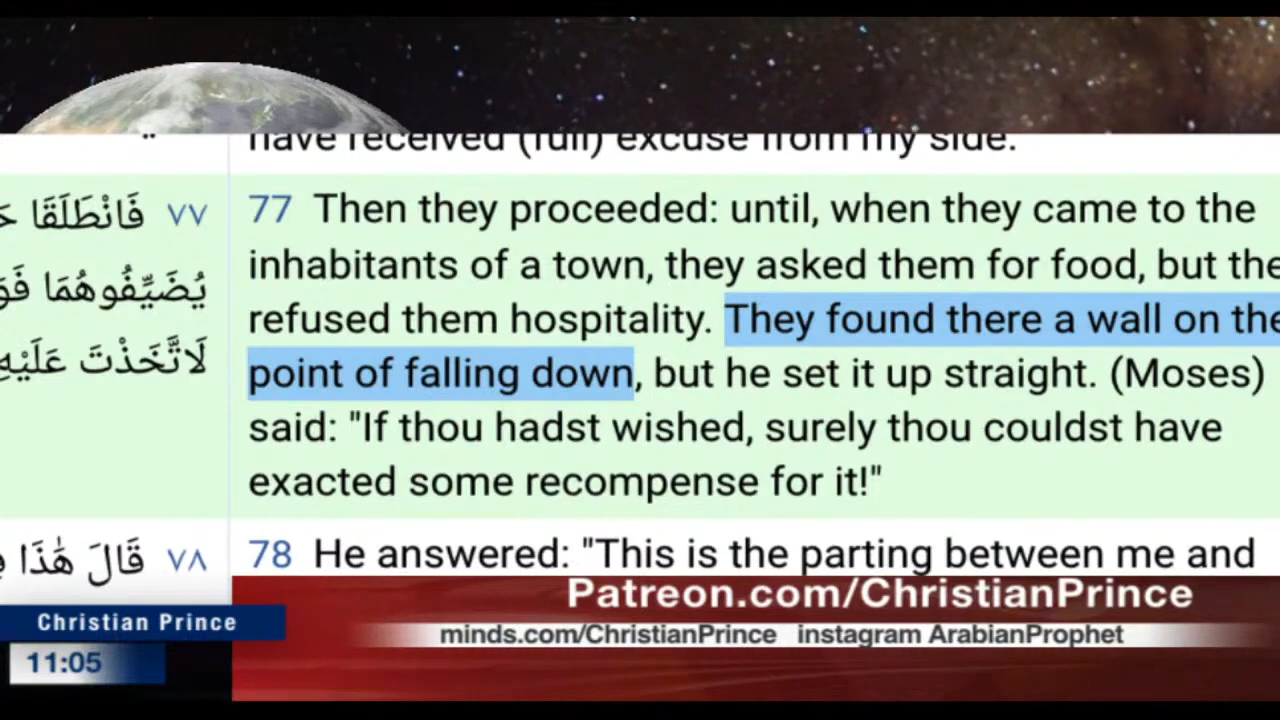 have received (full) excuse from my side.
٧٧ فَانْطَلَقَا
77 Then they proceeded: until, when they came to the
inhabitants of a town, they asked them for food, but the
يُضَيِّفُوهُمَا
refused them hospitality. They found there a wall on the
point of falling down, but he set it up straight. (Moses)
لَاتَّخَذْتَ عَلَيْهِ
said: "If thou hadst wished, surely thou couldst have
exacted some recompense for it!"
٧٨ قَالَ هَٰذَا
78 He answered: "This is the parting between me and
Patreon.com/ChristianPrince
Christian Prince
minds.com/ChristianPrince instagram ArabianProphet
11:05